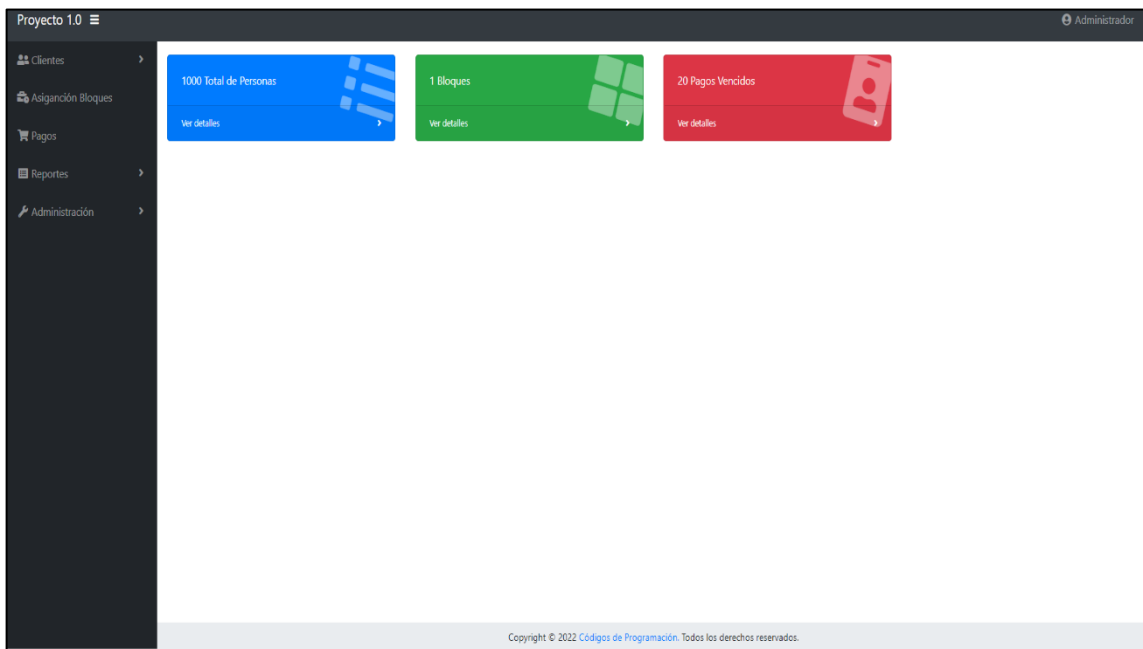 Proyecto 1.0
Administrador
Clientes
Asiganción Bloques
Pagos
Reportes
Administración
1000 Total de Personas
Ver detalles
1 Bloques
Ver detalles
20 Pagos Vencidos
Ver detalles
Copyright © 2022 Códigos de Programación. Todos los derechos reservados.